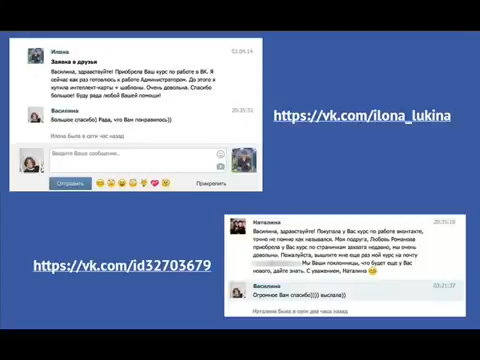 Илона 02.04.14
Заявка в друзья
Василина, здравствуйте! Приобрела Ваш курс по работе в ВК. Я
сейчас как раз готовлюсь к работе Администратором. До этого я
купила интеллект-карты + шаблоны. Очень довольна. Спасибо
большое! Буду рада любой Вашей помощи!
Василина 20:35:51
Большое спасибо) Рада, что Вам понравилось))
Илона была в сети час назад
Введите Ваше сообщение...
Отправить
Прикрепить
https://vk.com/ilona_lukina
Наталина 20:35:16
Василина, здравствуйте! Покупала у Вас курс по работе вконтакте,
точно не помню как назывался. Моя подруга, Любовь Романова
приобрела у Вас курс по страничкам захвата недавно, мы очень
довольны. Пожалуйста, вышлите мне еще раз мой курс на почту
Мы Ваши поклонницы, что будет еще у Вас
нового, дайте знать. С уважением, Наталина
Василина 03:21:37
Огромное Вам спасибо)))) выслала))
Наталина была в сети два часа назад
https://vk.com/id32703679